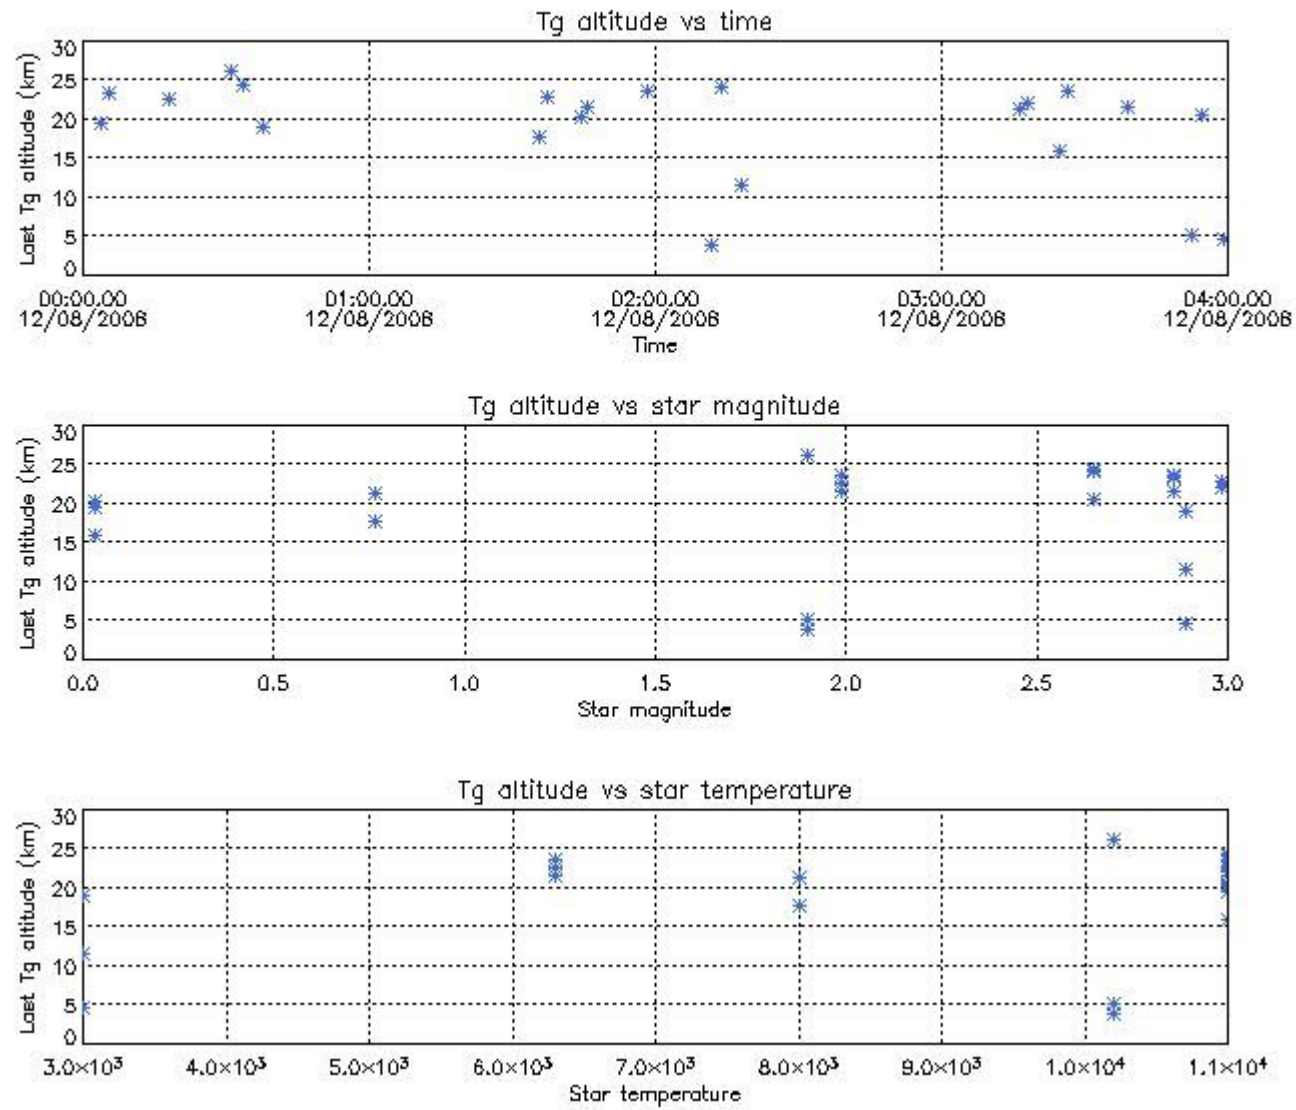 Tg altitude vs time
Last Tg altitude (km)
30
25
20
15
10
5
0
00:00.00 01:00.00 02:00.00 03:00.00 04:00.00
12/08/2006 12/08/2006 12/08/2006 12/08/2006 12/08/2006
Time
Tg altitude vs star magnitude
Last Tg altitude (km)
30
25
20
15
10
5
0
0.0 0.5 1.0 1.5 2.0 2.5 3.0
Star magnitude
Tg altitude vs star temperature
Last Tg altitude (km)
30
25
20
15
10
5
0
3.0×10³ 4.0×10³ 5.0×10³ 6.0×10³ 7.0×10³ 8.0×10³ 9.0×10³ 1.0×10⁴ 1.1×10⁴
Star temperature